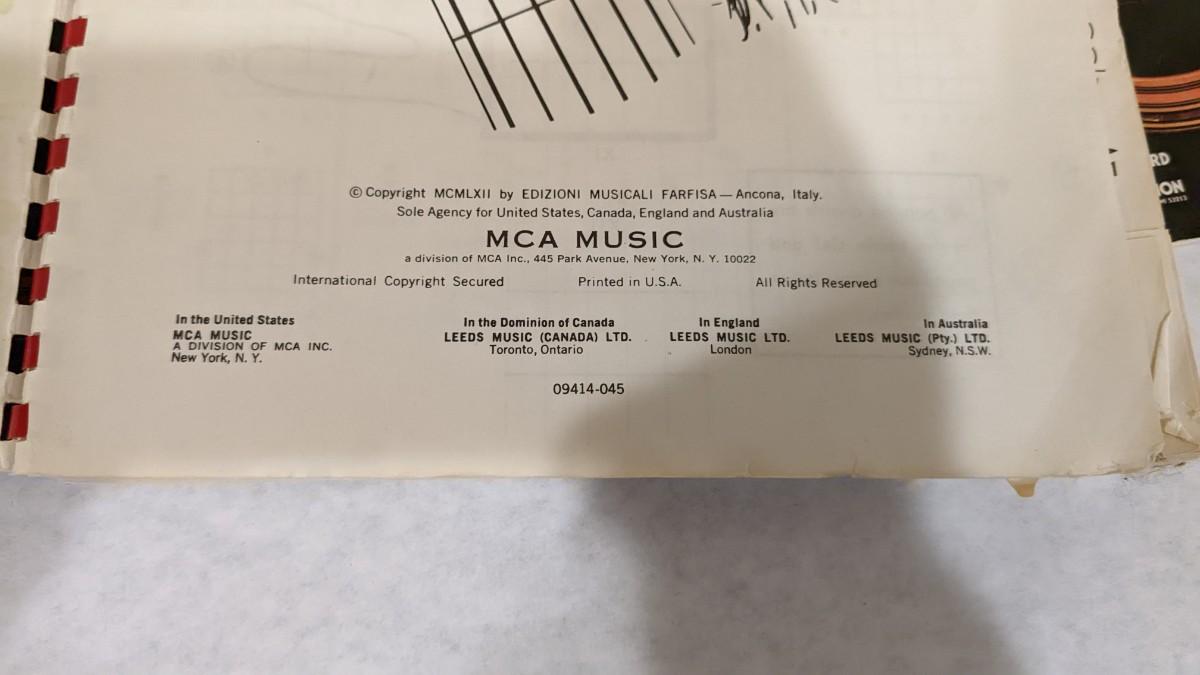 © Copyright MCMLXII by EDIZIONI MUSICALI FARFISA — Ancona, Italy.
Sole Agency for United States, Canada, England and Australia
MCA MUSIC
a division of MCA Inc., 445 Park Avenue, New York, N. Y. 10022
International Copyright Secured Printed in U.S.A. All Rights Reserved
In the United States
MCA MUSIC
A DIVISION OF MCA INC.
New York, N. Y.
In the Dominion of Canada
LEEDS MUSIC (CANADA) LTD.
Toronto, Ontario
In England
LEEDS MUSIC LTD.
London
In Australia
LEEDS MUSIC (Pty.) LTD.
Sydney, N.S.W.
09414-045
RD
ON